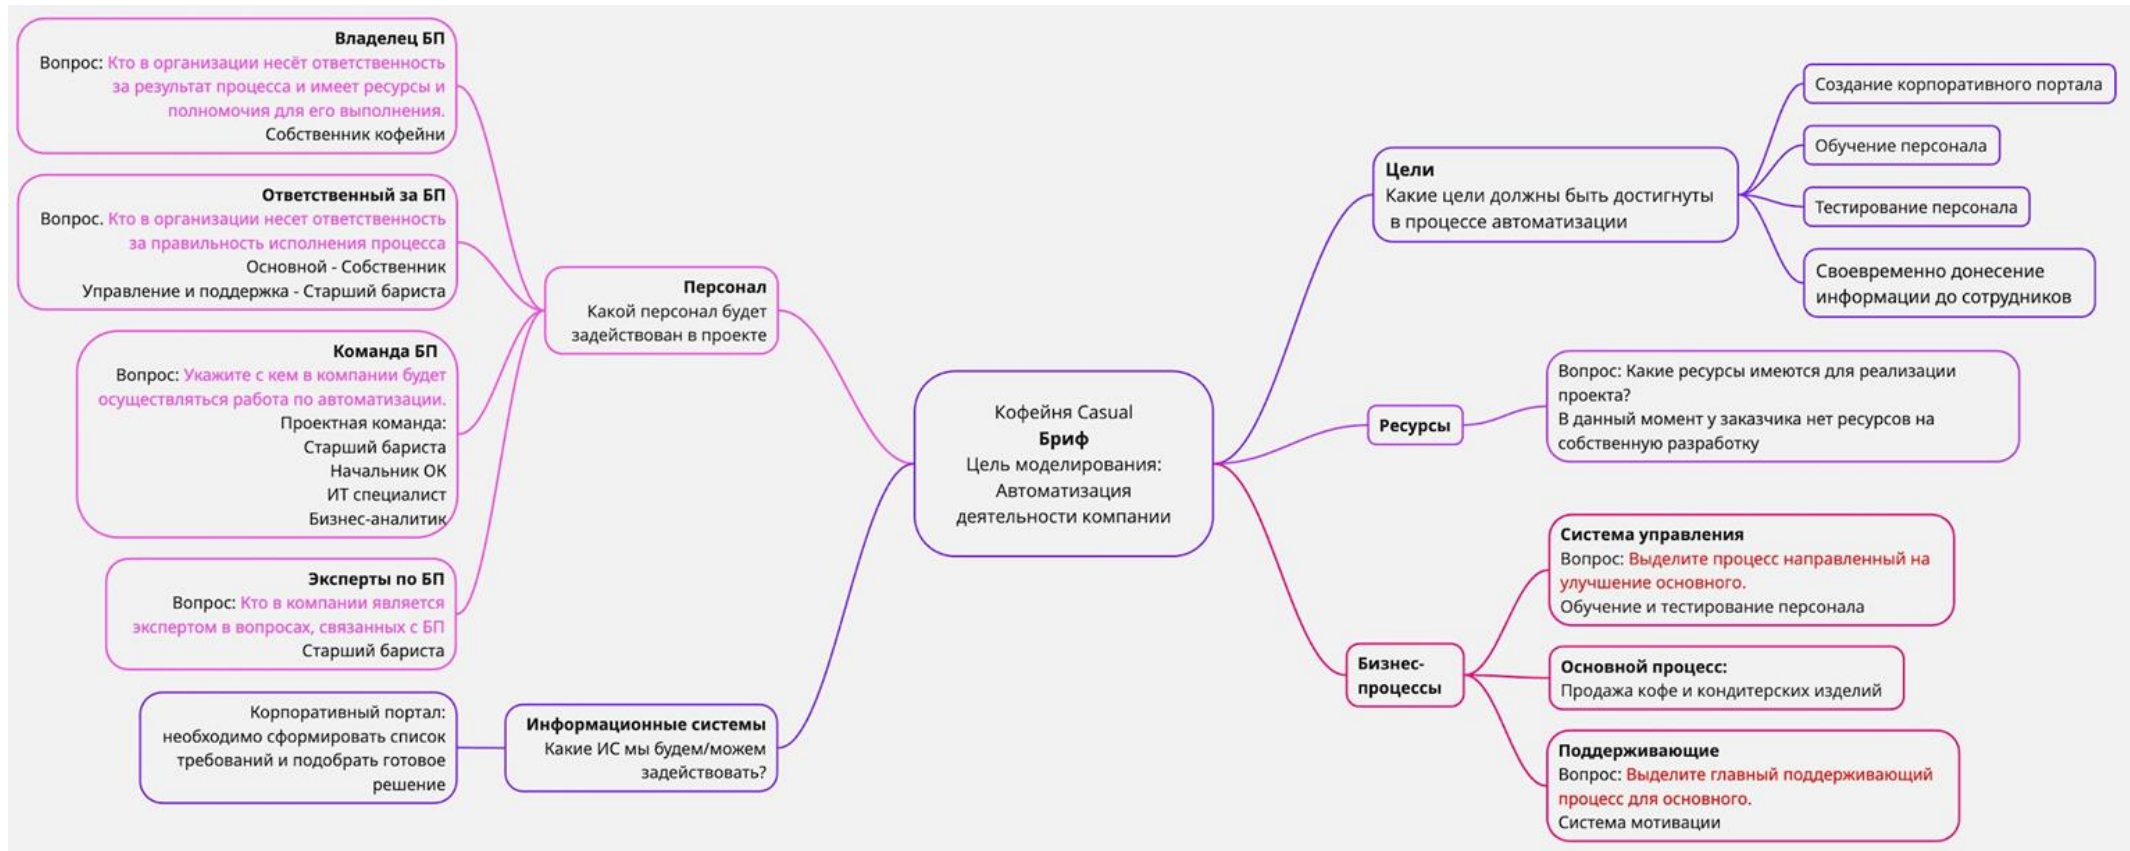 Владелец БП
Вопрос: Кто в организации несёт ответственность
за результат процесса и имеет ресурсы и
полномочия для его выполнения.
Собственник кофейни
Ответственный за БП
Вопрос. Кто в организации несет ответственность
за правильность исполнения процесса
Основной - Собственник
Управление и поддержка - Старший бариста
Команда БП
Вопрос: Укажите с кем в компании будет
осуществляться работа по автоматизации.
Проектная команда:
Старший бариста
Начальник ОК
ИТ специалист
Бизнес-аналитик
Эксперты по БП
Вопрос: Кто в компании является
экспертом в вопросах, связанных с БП
Старший бариста
Персонал
Какой персонал будет
задействован в проекте
Корпоративный портал:
необходимо сформировать список
требований и подобрать готовое
решение
Информационные системы
Какие ИС мы будем/можем
задействовать?
Кофейня Casual
Бриф
Цель моделирования:
Автоматизация
деятельности компании
Цели
Какие цели должны быть достигнуты
в процессе автоматизации
Создание корпоративного портала
Обучение персонала
Тестирование персонала
Своевременно донесение
информации до сотрудников
Ресурсы
Вопрос: Какие ресурсы имеются для реализации
проекта?
В данный момент у заказчика нет ресурсов на
собственную разработку
Бизнес-
процессы
Система управления
Вопрос: Выделите процесс направленный на
улучшение основного.
Обучение и тестирование персонала
Основной процесс:
Продажа кофе и кондитерских изделий
Поддерживающие
Вопрос: Выделите главный поддерживающий
процесс для основного.
Система мотивации